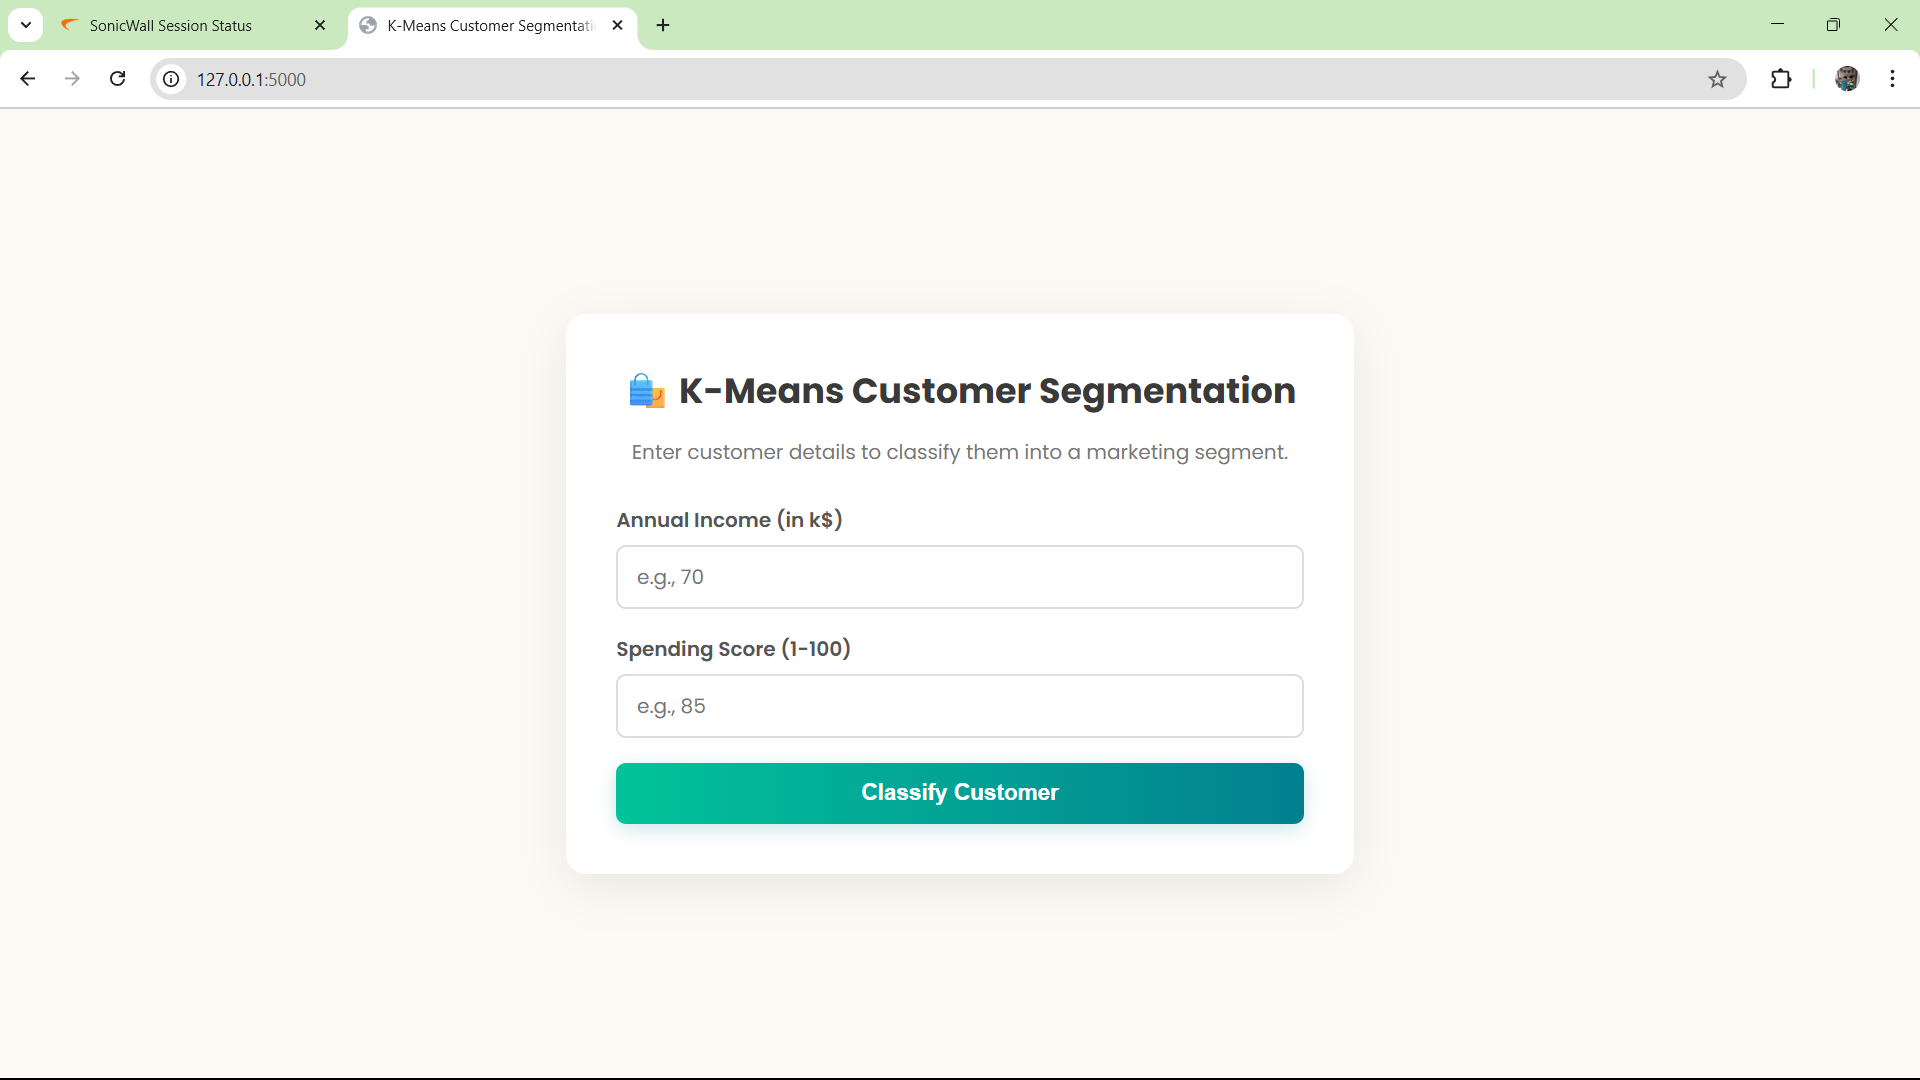 SonicWall Session Status
K-Means Customer Segmentati
127.0.0.1:5000
K-Means Customer Segmentation
Enter customer details to classify them into a marketing segment.
Annual Income (in k$)
e.g., 70
Spending Score (1-100)
e.g., 85
Classify Customer